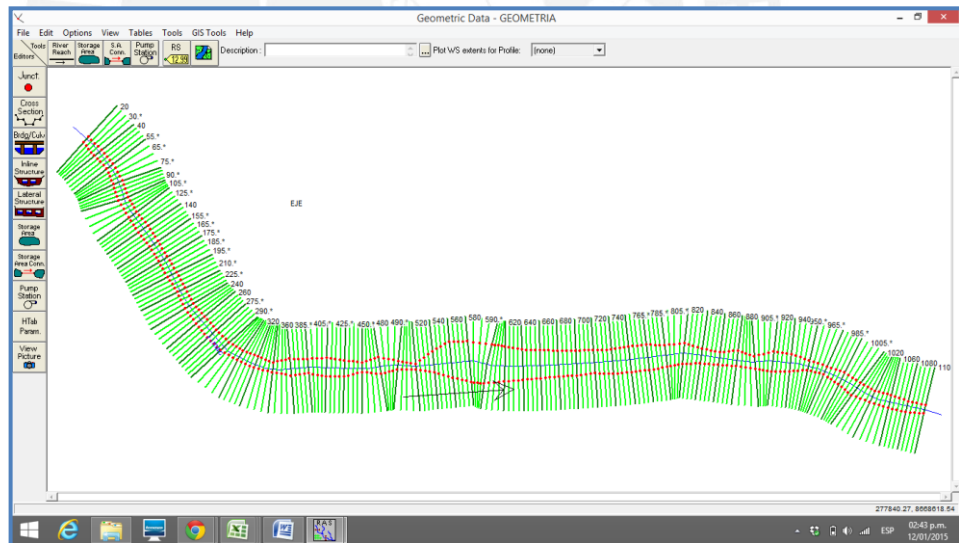 Geometric Data - GEOMETRIA
File Edit Options View Tables Tools GIS Tools Help
Tools
Editors
River Reach
Storage Area
S.A. Conn.
Pump Station
RS
12.99
Description :
...
Plot WS extents for Profile:
(none)
Junct.
Cross Section
Brdg/Culv
Inline Structure
Lateral Structure
Storage Area
Storage Area Conn.
Pump Station
HTab Param.
View Picture
20
30.*
40
55.*
65.*
75.*
90.*
105.*
125.*
140
155.*
165.*
175.*
185.*
195.*
210.*
225.*
240
260
275.*
290.*
EJE
320 360 385.* 405.* 425.* 450.* 480 490.* 520 540 560 580 590.* 620 640 660 680 700 720 740 765.* 785.* 805.* 820 840 860 880 905.* 920 940 950.* 965.*
985.*
1005.*
1020
1060
1080
110
277840.27, 8668618.54
RAS
ESP
02:43 p.m.
12/01/2015